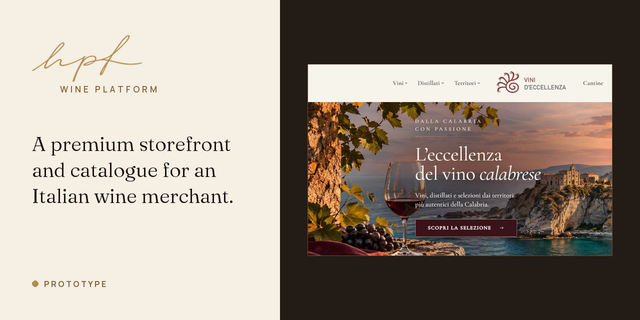 hpf
WINE PLATFORM
A premium storefront
and catalogue for an
Italian wine merchant.
PROTOTYPE
Vini Distillati Territori VINI D'ECCELLENZA Cantine
DALLA CALABRIA
CON PASSIONE
L'eccellenza
del vino calabrese
Vini, distillati e selezioni dai territori
più autentici della Calabria.
SCOPRI LA SELEZIONE →